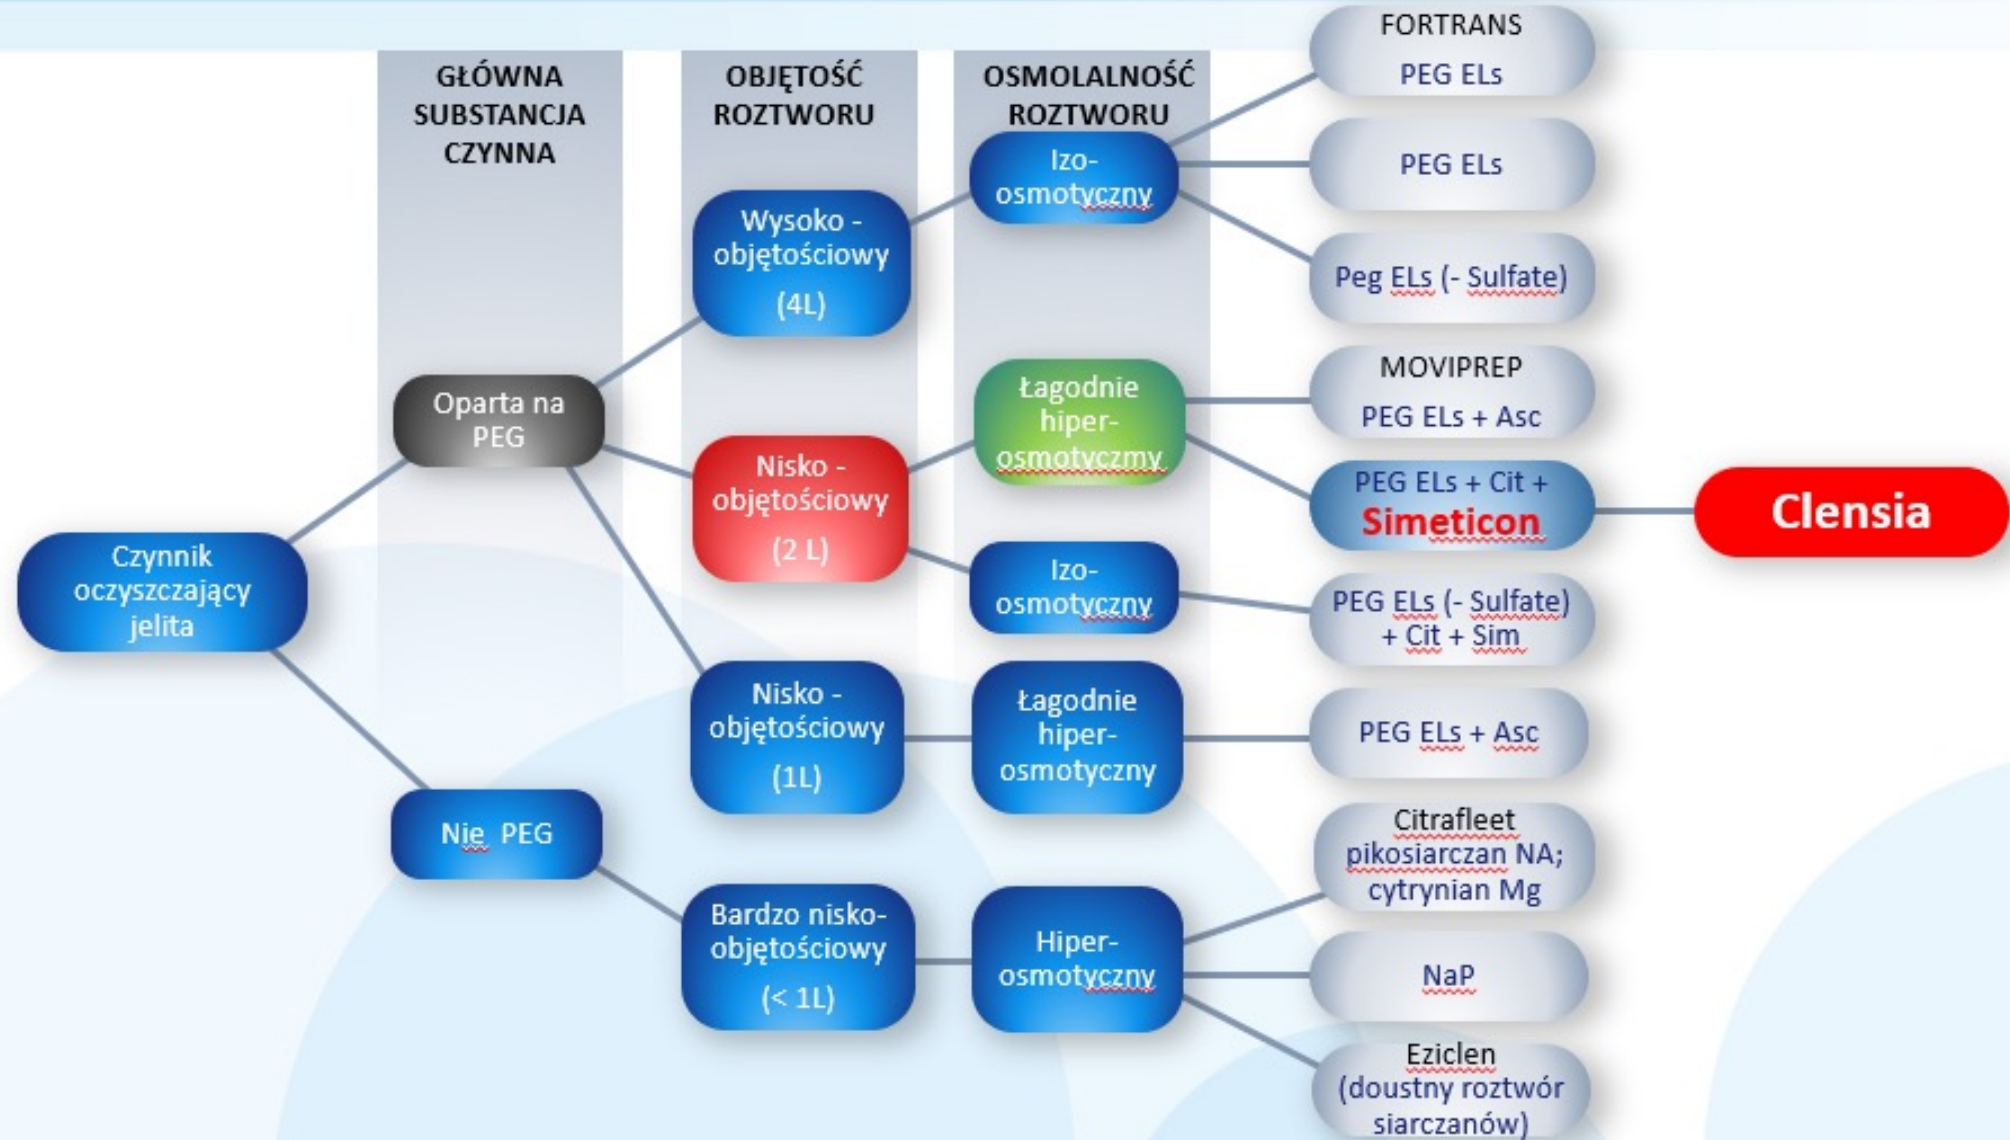 GŁÓWNA
SUBSTANCJA
CZYNNA
OBJĘTOŚĆ
ROZTWORU
OSMOLALNOŚĆ
ROZTWORU
Czynnik
oczyszczający
jelita
Oparta na
PEG
Nie PEG
Wysoko -
objętościowy
(4L)
Nisko -
objętościowy
(2 L)
Nisko -
objętościowy
(1L)
Bardzo nisko-
objętościowy
(< 1L)
Izo-
osmotyczny
Łagodnie
hiper-
osmotyczmy
Izo-
osmotyczny
Łagodnie
hiper-
osmotyczny
Hiper-
osmotyczny
FORTRANS
PEG ELs
PEG ELs
Peg ELs (- Sulfate)
MOVIPREP
PEG ELs + Asc
PEG ELs + Cit +
Simeticon
PEG ELs (- Sulfate)
+ Cit + Sim
PEG ELs + Asc
Citrafleet
pikosiarczan NA;
cytrynian Mg
NaP
Eziclen
(doustny roztwór
siarczanów)
Clensia